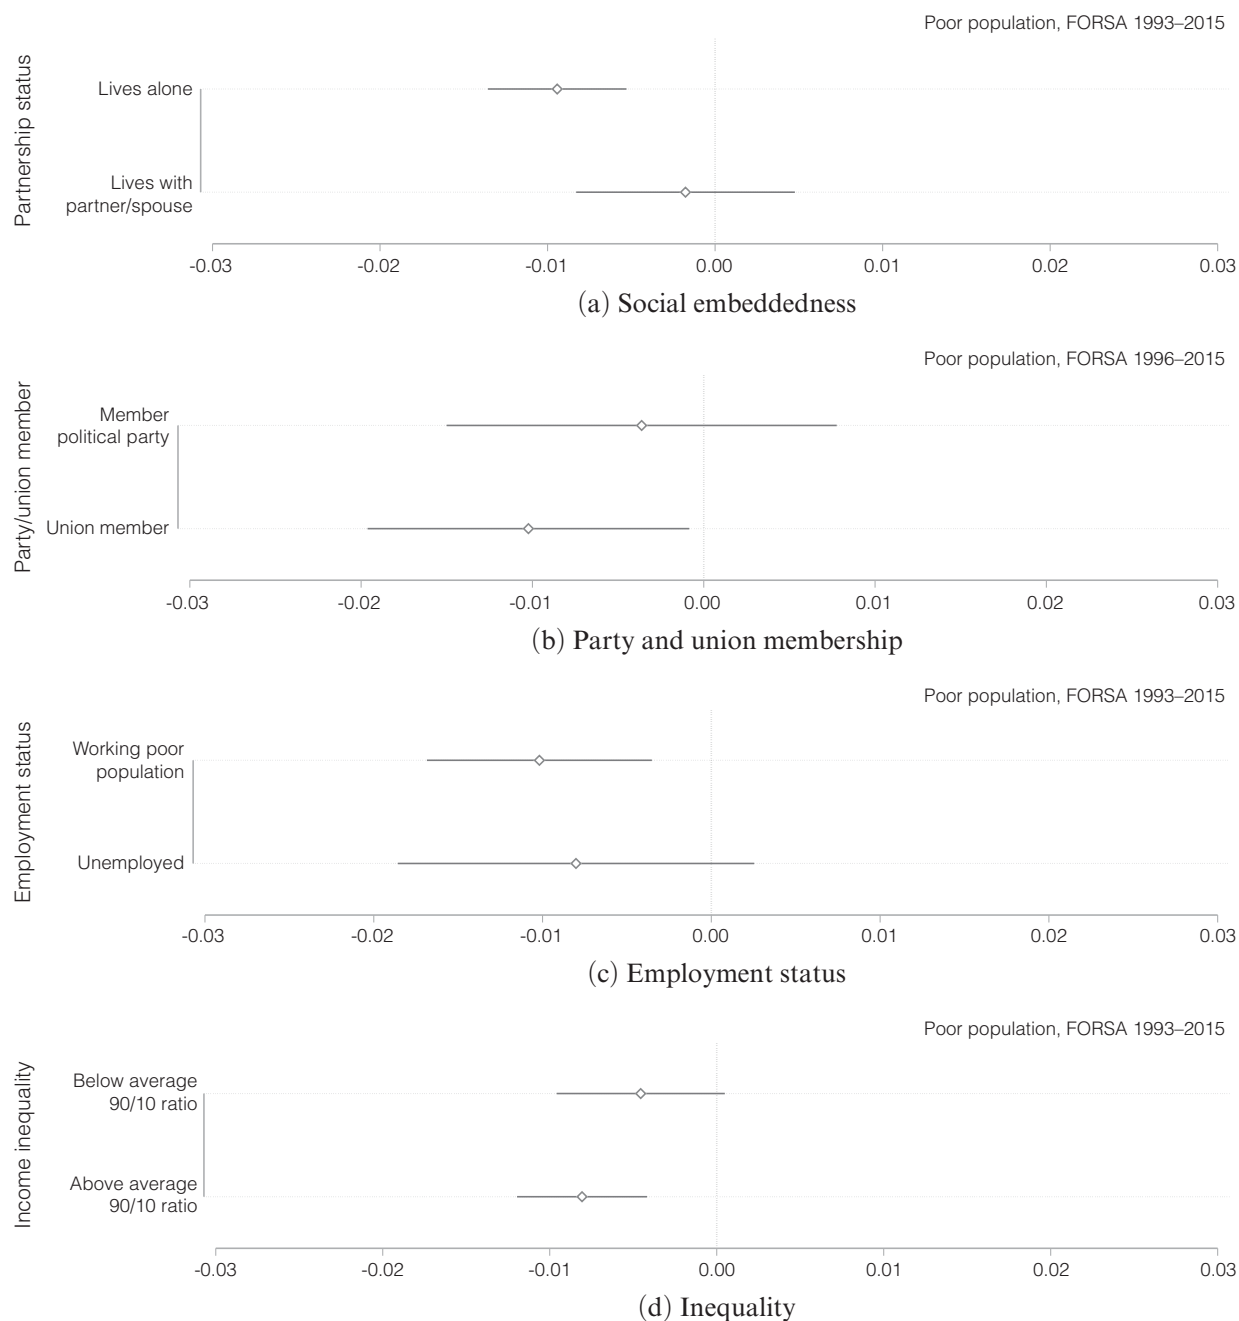 Poor population, FORSA 1993–2015
Partnership status
Lives alone
Lives with
partner/spouse
-0.03 -0.02 -0.01 0.00 0.01 0.02 0.03
(a) Social embeddedness
Poor population, FORSA 1996–2015
Party/union member
Member
political party
Union member
-0.03 -0.02 -0.01 0.00 0.01 0.02 0.03
(b) Party and union membership
Poor population, FORSA 1993–2015
Employment status
Working poor
population
Unemployed
-0.03 -0.02 -0.01 0.00 0.01 0.02 0.03
(c) Employment status
Poor population, FORSA 1993–2015
Income inequality
Below average
90/10 ratio
Above average
90/10 ratio
-0.03 -0.02 -0.01 0.00 0.01 0.02 0.03
(d) Inequality